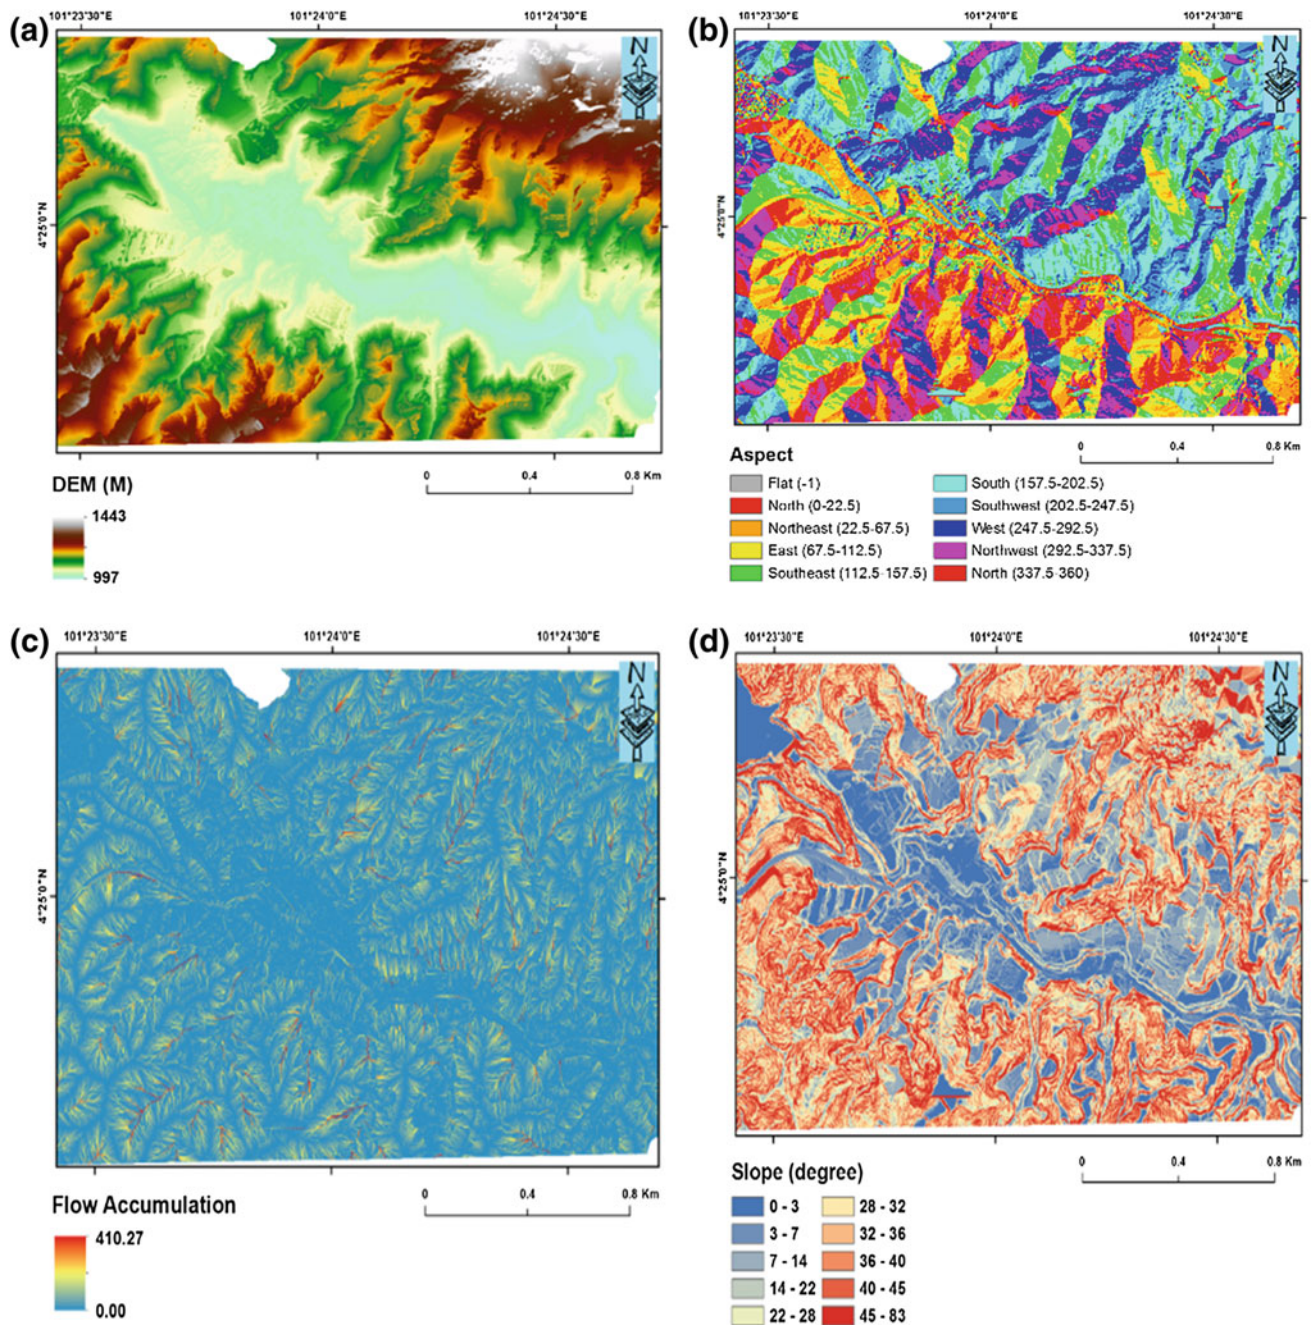 (a)
101°23'30"E 101°24'0"E 101°24'30"E
N
4°25'0"N
0 0.4 0.8 Km
DEM (M)
1443
997
(b)
101°23'30"E 101°24'0"E 101°24'30"E
N
4°25'0"N
0 0.4 0.8 Km
Aspect
Flat (-1)
North (0-22.5)
Northeast (22.5-67.5)
East (67.5-112.5)
Southeast (112.5-157.5)
South (157.5-202.5)
Southwest (202.5-247.5)
West (247.5-292.5)
Northwest (292.5-337.5)
North (337.5-360)
(c)
101°23'30"E 101°24'0"E 101°24'30"E
N
4°25'0"N
0 0.4 0.8 Km
Flow Accumulation
410.27
0.00
(d)
101°23'30"E 101°24'0"E 101°24'30"E
N
4°25'0"N
0 0.4 0.8 Km
Slope (degree)
0 - 3
3 - 7
7 - 14
14 - 22
22 - 28
28 - 32
32 - 36
36 - 40
40 - 45
45 - 83